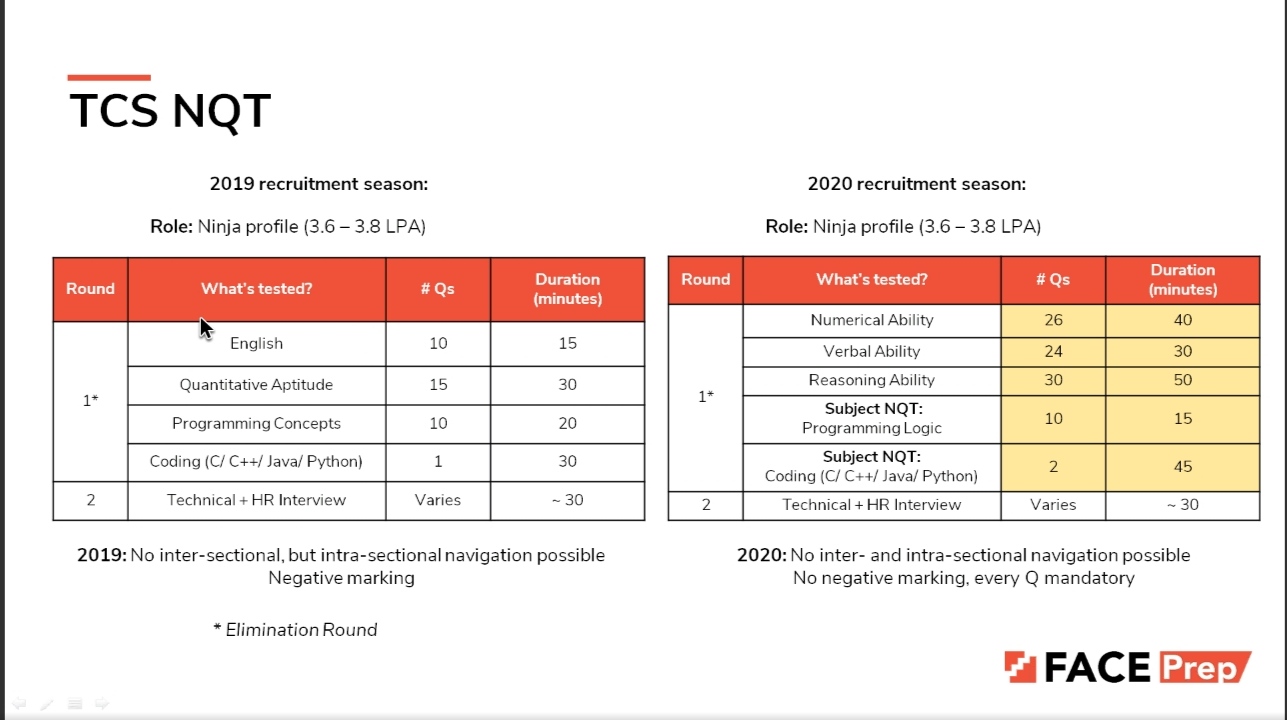 TCS NQT
2019 recruitment season:
Role: Ninja profile (3.6 – 3.8 LPA)
Round What's tested? # Qs Duration (minutes)
1* English 10 15
Quantitative Aptitude 15 30
Programming Concepts 10 20
Coding (C/ C++/ Java/ Python) 1 30
2 Technical + HR Interview Varies ~ 30
2019: No inter-sectional, but intra-sectional navigation possible
Negative marking
* Elimination Round
2020 recruitment season:
Role: Ninja profile (3.6 – 3.8 LPA)
Round What's tested? # Qs Duration (minutes)
1* Numerical Ability 26 40
Verbal Ability 24 30
Reasoning Ability 30 50
Subject NQT:
Programming Logic 10 15
Subject NQT:
Coding (C/ C++/ Java/ Python) 2 45
2 Technical + HR Interview Varies ~ 30
2020: No inter- and intra-sectional navigation possible
No negative marking, every Q mandatory
FACE Prep